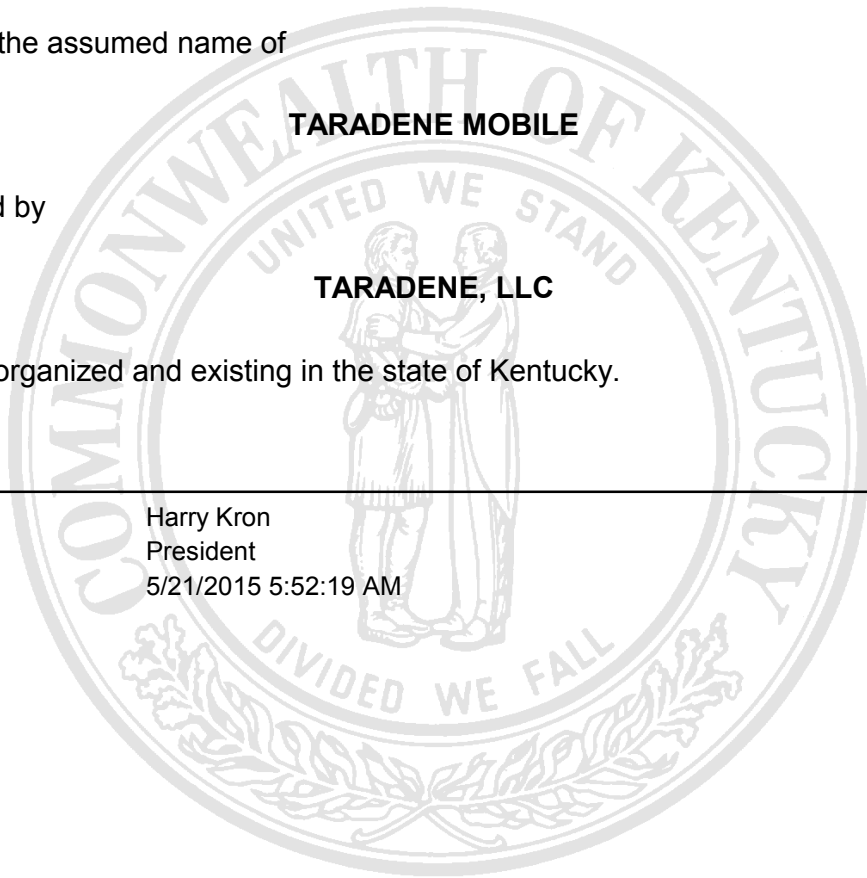 the assumed name of
TARADENE MOBILE
d by
TARADENE, LLC
organized and existing in the state of Kentucky.
Harry Kron
President
5/21/2015 5:52:19 AM
COMMONWEALTH OF KENTUCKY
UNITED WE STAND
DIVIDED WE FALL